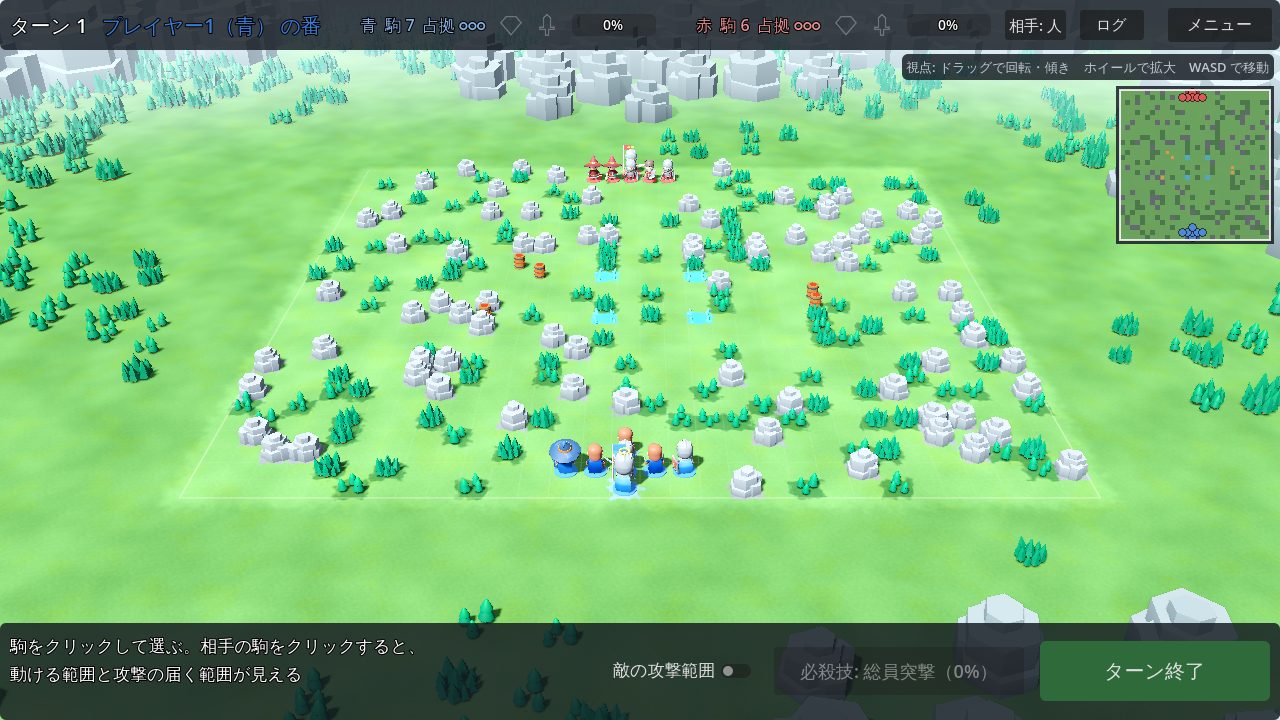 ターン 1 プレイヤー1（青） の番 青 駒 7 占拠 0% 赤 駒 6 占拠 0% 相手: 人 ログ メニュー
視点: ドラッグで回転・傾き ホイールで拡大 WASD で移動
駒をクリックして選ぶ。相手の駒をクリックすると、
動ける範囲と攻撃の届く範囲が見える
敵の攻撃範囲
必殺技: 総員突撃（0%）
ターン終了